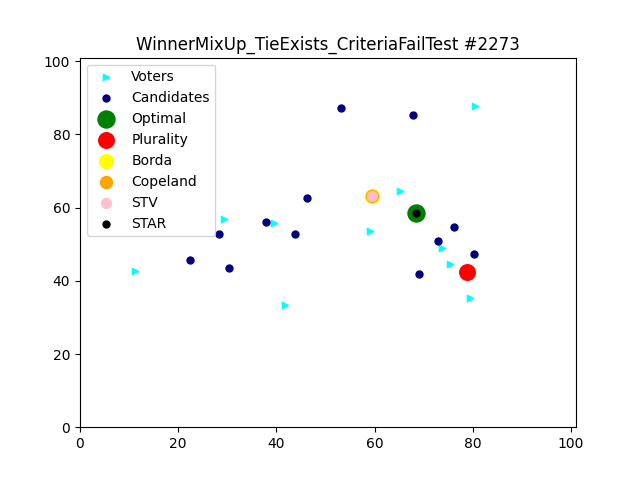 WinnerMixUp_TieExists_CriteriaFailTest #2273
Voters
Candidates
Optimal
Plurality
Borda
Copeland
STV
STAR
100
80
60
40
20
0
0 20 40 60 80 100